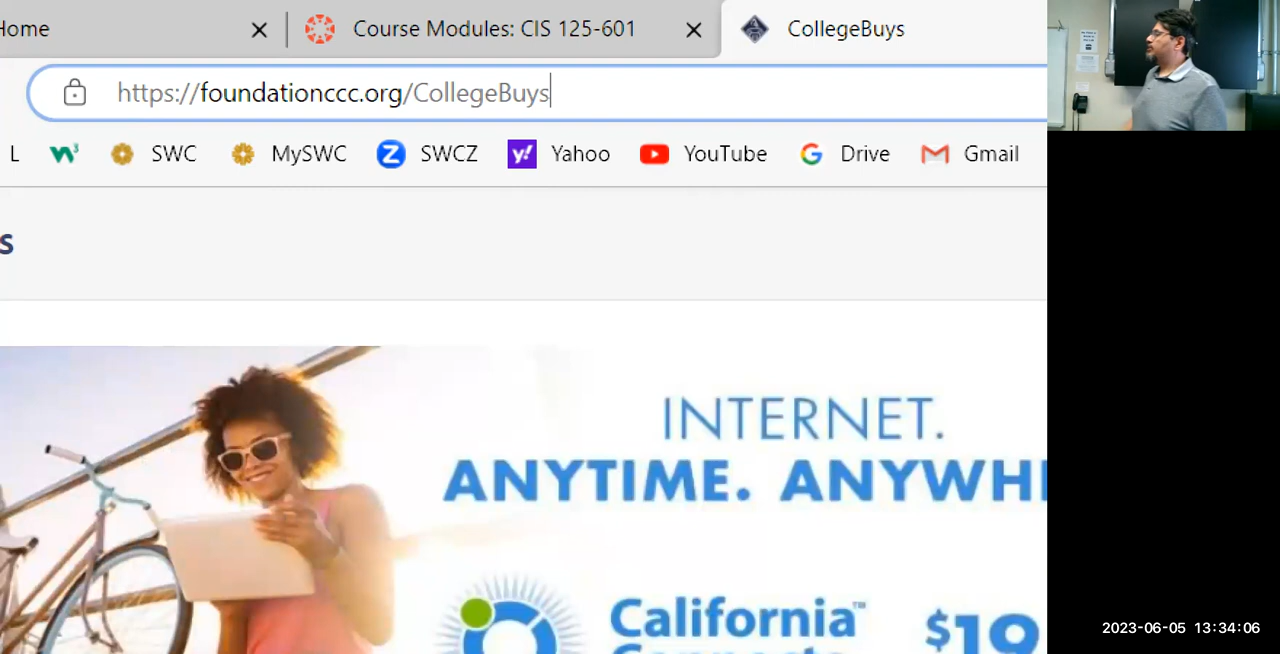 Home
Course Modules: CIS 125-601
CollegeBuys
https://foundationccc.org/CollegeBuys
L SWC MySWC Z SWCZ y! Yahoo YouTube G Drive Gmail
s
INTERNET.
ANYTIME. ANYWH
California™
$19
2023-06-05 13:34:06